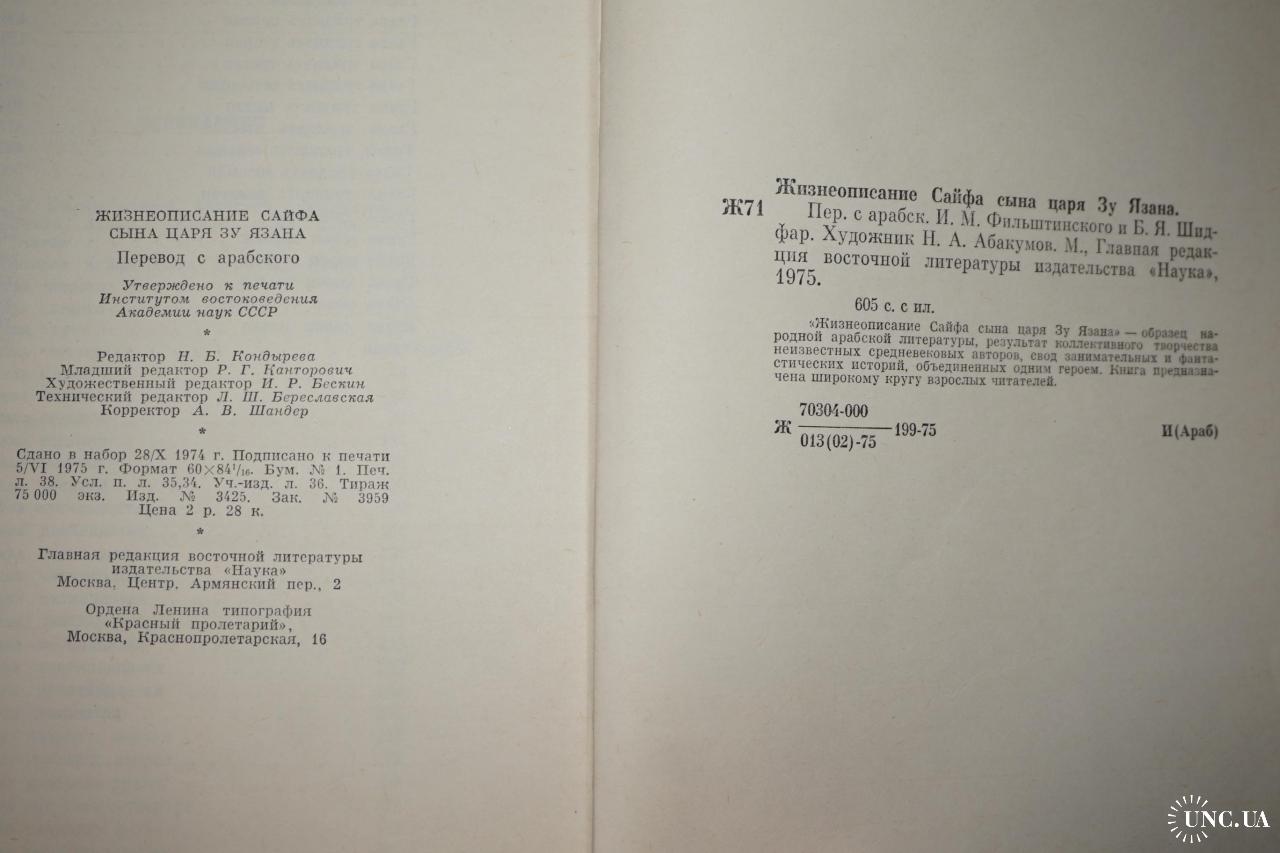 ЖИЗНЕОПИСАНИЕ САЙФА
СЫНА ЦАРЯ ЗУ ЯЗАНА
Перевод с арабского
Утверждено к печати
Институтом востоковедения
Академии наук СССР
*
Редактор Н. Б. Кондырева
Младший редактор Р. Г. Канторович
Художественный редактор И. Р. Бескин
Технический редактор Л. Ш. Береславская
Корректор А. В. Шандер
*
Сдано в набор 28/X 1974 г. Подписано к печати
5/VI 1975 г. Формат 60×84¹/₁₆. Бум. № 1. Печ.
л. 38. Усл. п. л. 35,34. Уч.-изд. л. 36. Тираж
75 000 экз. Изд. № 3425. Зак. № 3959
Цена 2 р. 28 к.
*
Главная редакция восточной литературы
издательства «Наука»
Москва, Центр, Армянский пер., 2
Ордена Ленина типография
«Красный пролетарий»,
Москва, Краснопролетарская, 16
Жизнеописание Сайфа сына царя Зу Язана.
Ж71 Пер. с арабск. И. М. Фильштинского и Б. Я. Шид-
фар. Художник Н. А. Абакумов. М., Главная редак-
ция восточной литературы издательства «Наука»,
1975.
605 с. с ил.
«Жизнеописание Сайфа сына царя Зу Язана» — образец на-
родной арабской литературы, результат коллективного творчества
неизвестных средневековых авторов, свод занимательных и фанта-
стических историй, объединенных одним героем. Книга предназна-
чена широкому кругу взрослых читателей.
70304-000
Ж 199-75 И(Араб)
013(02)-75
UNC.UA